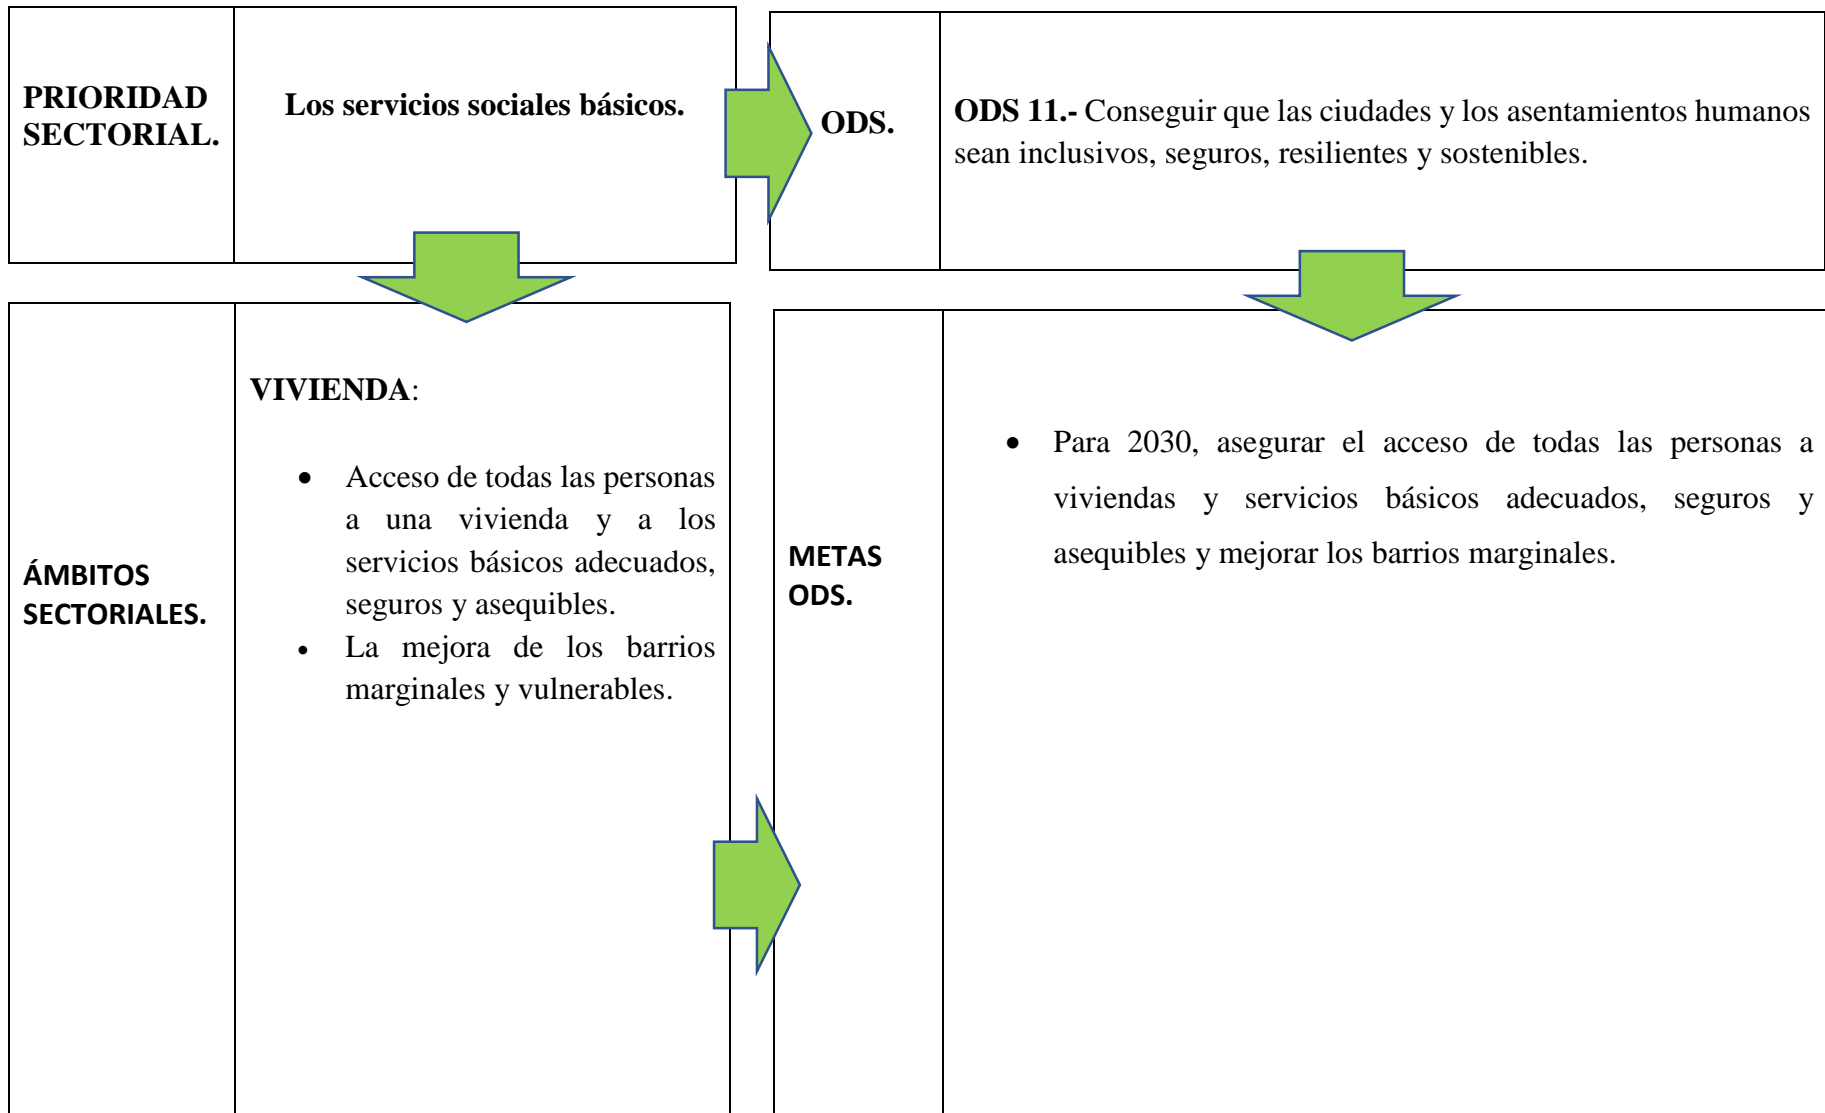 PRIORIDAD
SECTORIAL.
Los servicios sociales básicos.
ODS.
ODS 11.- Conseguir que las ciudades y los asentamientos humanos
sean inclusivos, seguros, resilientes y sostenibles.
ÁMBITOS
SECTORIALES.
VIVIENDA:
• Acceso de todas las personas
a una vivienda y a los
servicios básicos adecuados,
seguros y asequibles.
• La mejora de los barrios
marginales y vulnerables.
METAS
ODS.
• Para 2030, asegurar el acceso de todas las personas a
viviendas y servicios básicos adecuados, seguros y
asequibles y mejorar los barrios marginales.